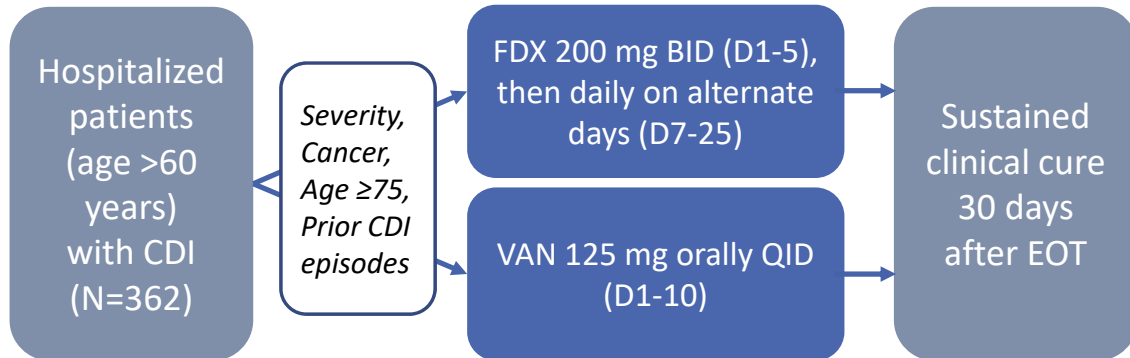 Hospitalized
patients
(age >60
years)
with CDI
(N=362)
Severity,
Cancer,
Age ≥75,
Prior CDI
episodes
FDX 200 mg BID (D1-5),
then daily on alternate
days (D7-25)
VAN 125 mg orally QID
(D1-10)
Sustained
clinical cure
30 days
after EOT